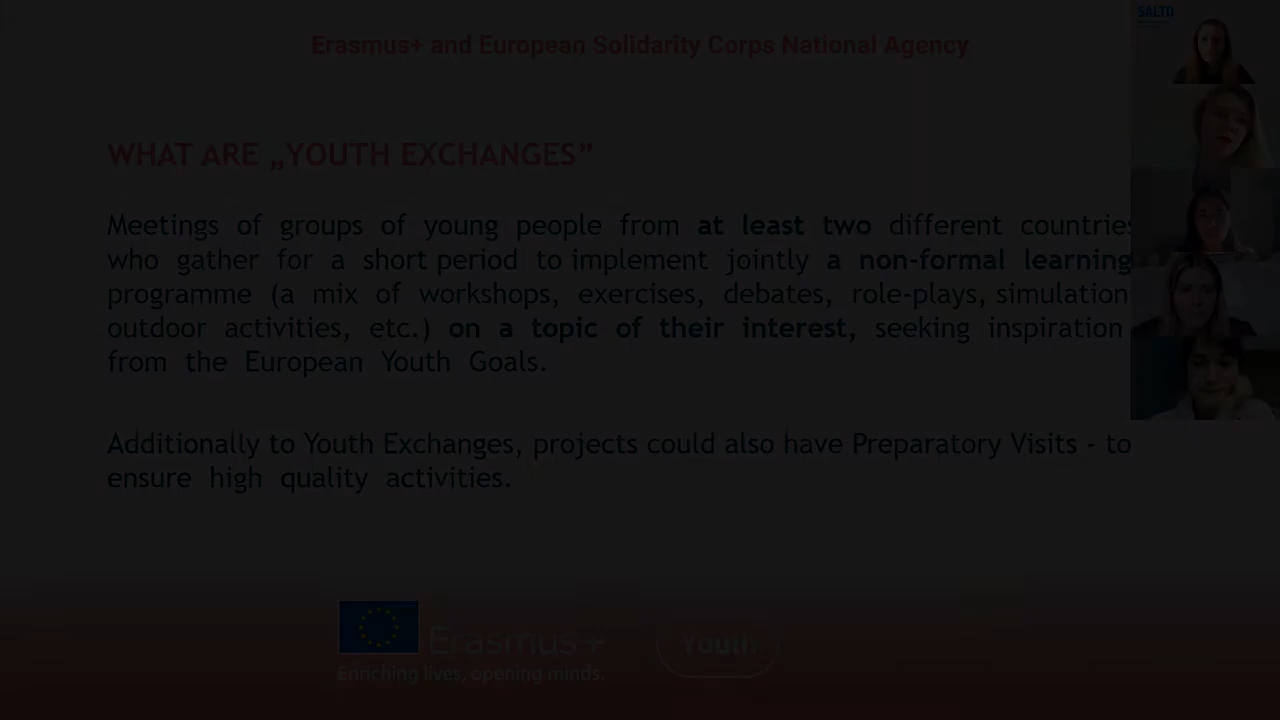 SALTO
Erasmus+ and European Solidarity Corps National Agency
WHAT ARE „YOUTH EXCHANGES”
Meetings of groups of young people from at least two different countries
who gather for a short period to implement jointly a non-formal learning
programme (a mix of workshops, exercises, debates, role-plays, simulation
outdoor activities, etc.) on a topic of their interest, seeking inspiration
from the European Youth Goals.
Additionally to Youth Exchanges, projects could also have Preparatory Visits - to
ensure high quality activities.
Erasmus+
Youth
Enriching lives, opening minds.